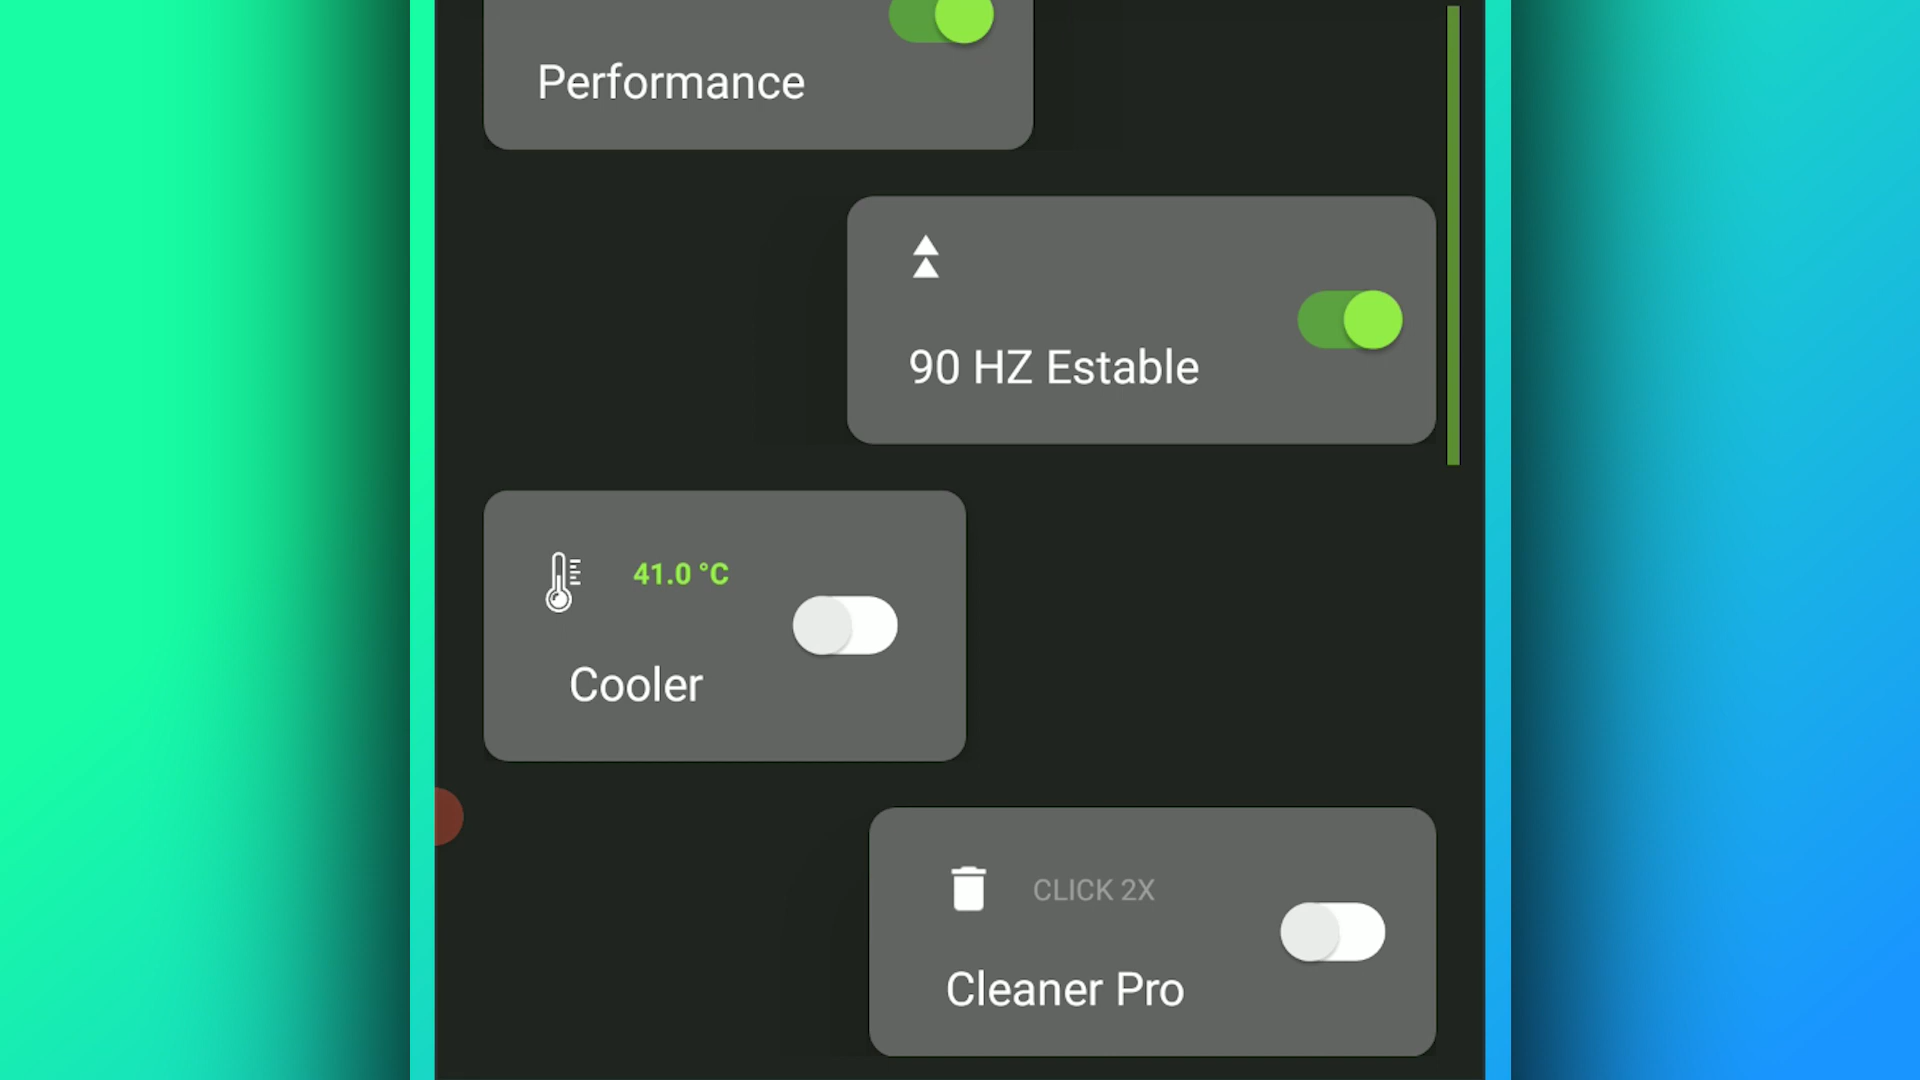 Performance
90 HZ Estable
41.0 °C
Cooler
CLICK 2X
Cleaner Pro